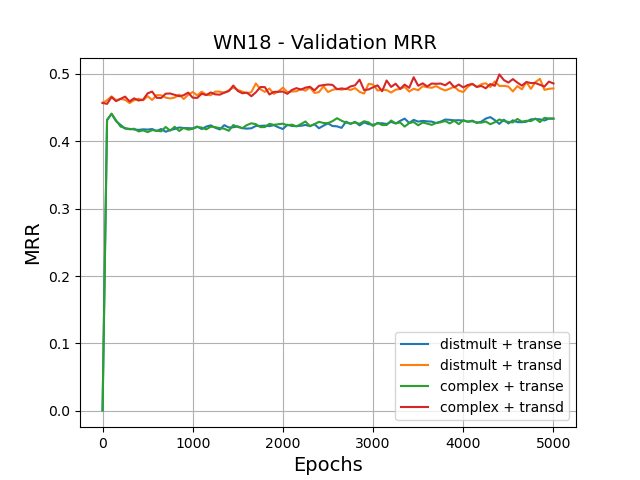 WN18 - Validation MRR
MRR
0.5
0.4
0.3
0.2
0.1
0.0
0
1000
2000
3000
4000
5000
Epochs
distmult + transe
distmult + transd
complex + transe
complex + transd